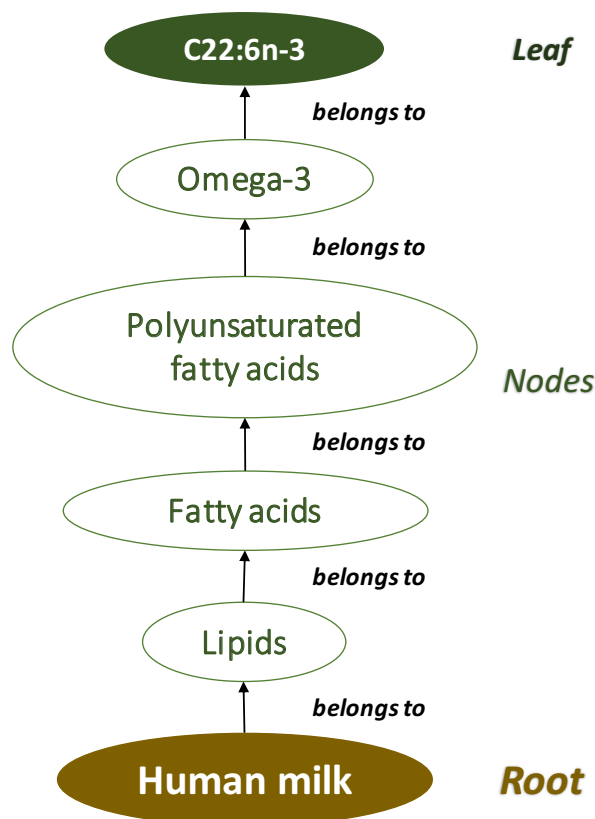 C22:6n-3
Leaf
belongs to
Omega-3
belongs to
Polyunsaturated
fatty acids
Nodes
belongs to
Fatty acids
belongs to
Lipids
belongs to
Human milk
Root